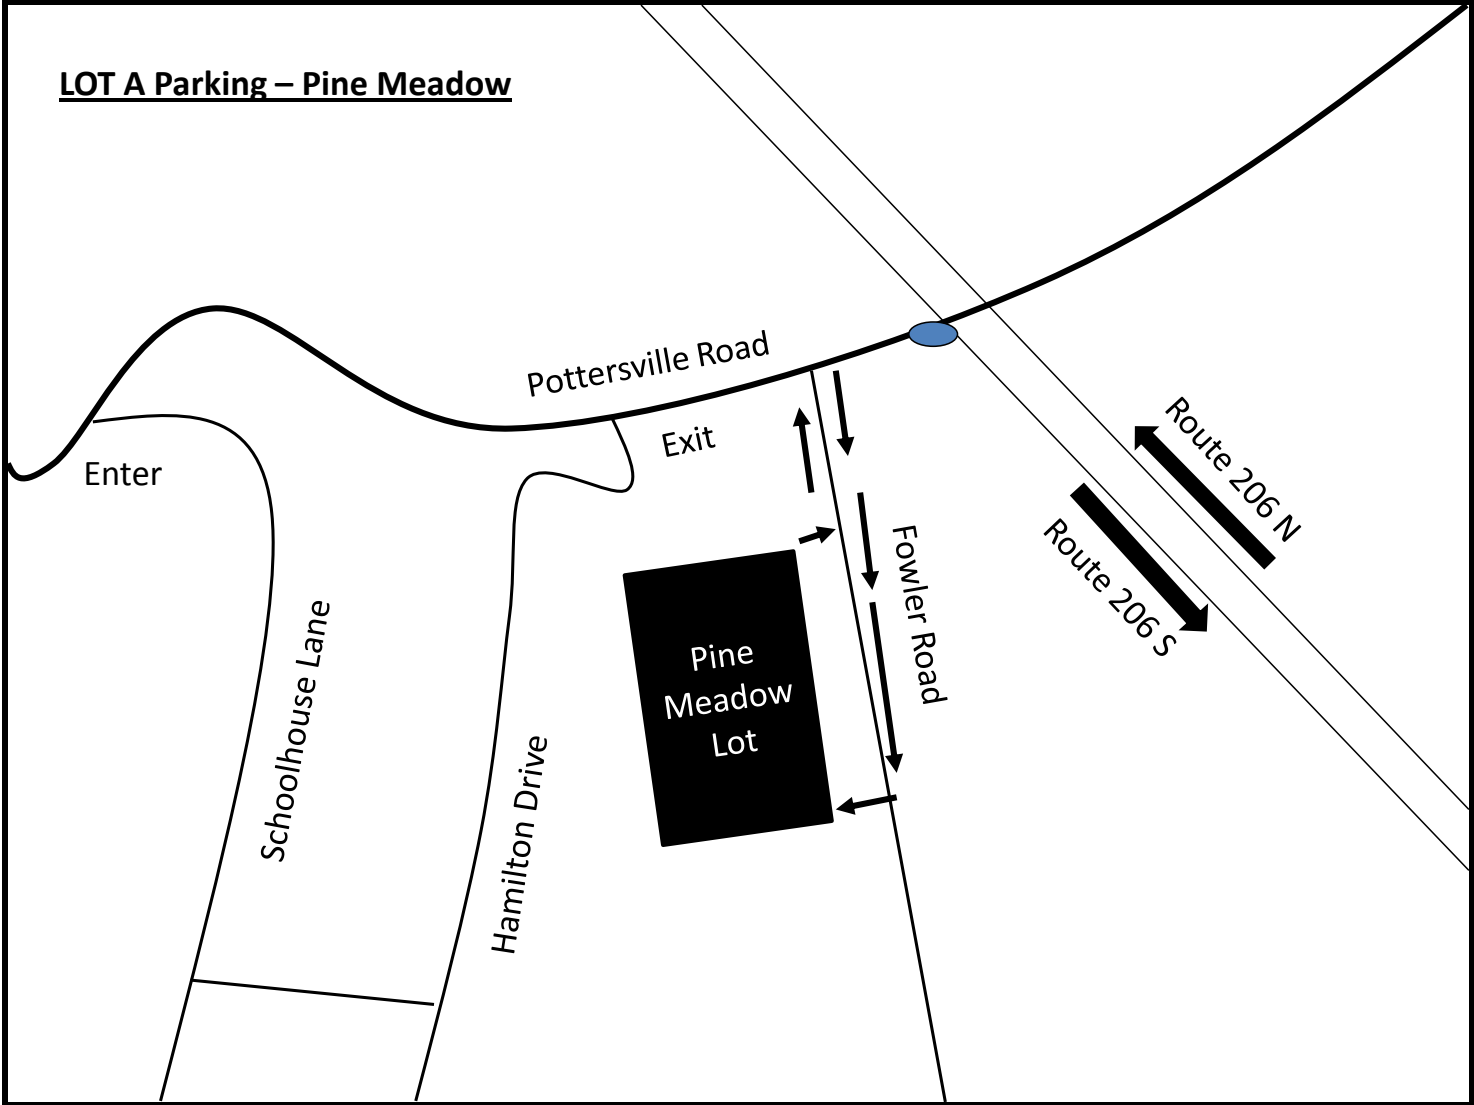 LOT A Parking – Pine Meadow
Pottersville Road
Exit
Enter
Route 206 N
Route 206 S
Fowler Road
Pine
Meadow
Lot
Schoolhouse Lane
Hamilton Drive